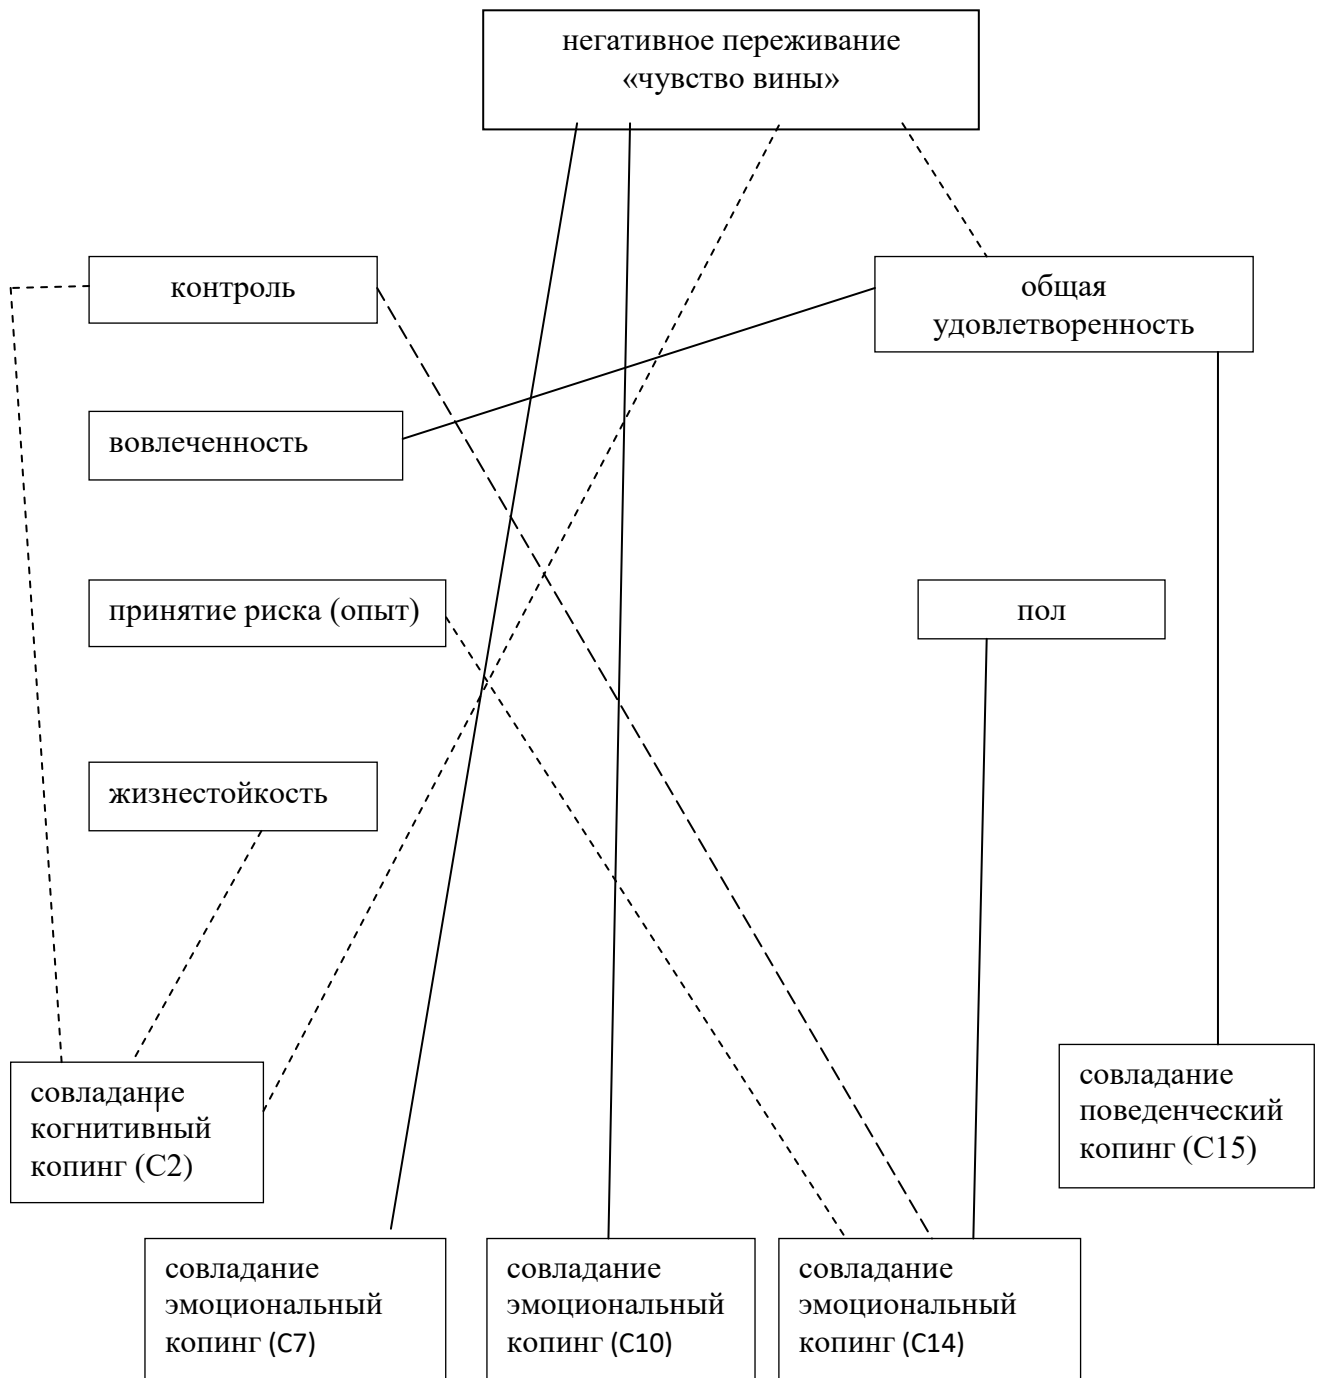 негативное переживание
«чувство вины»
контроль
общая
удовлетворенность
вовлеченность
принятие риска (опыт)
пол
жизнестойкость
совладание
когнитивный
копинг (С2)
совладание
поведенческий
копинг (С15)
совладание
эмоциональный
копинг (С7)
совладание
эмоциональный
копинг (С10)
совладание
эмоциональный
копинг (С14)